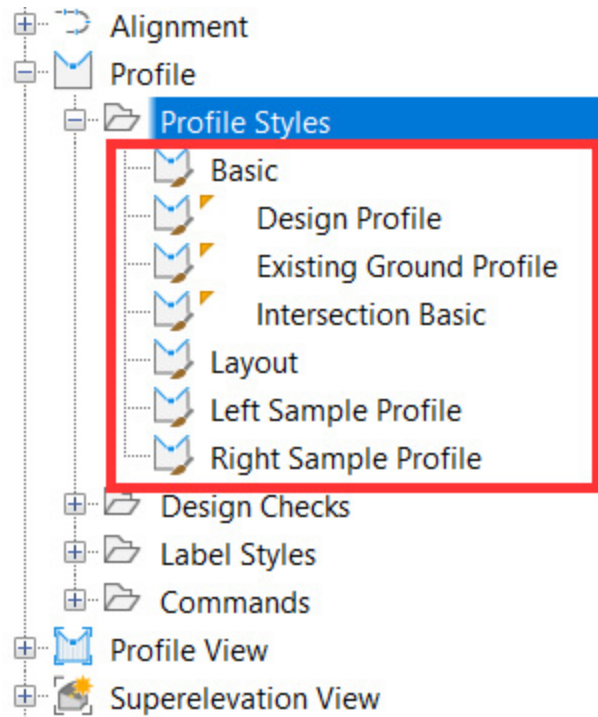 Alignment
Profile
Profile Styles
Basic
Design Profile
Existing Ground Profile
Intersection Basic
Layout
Left Sample Profile
Right Sample Profile
Design Checks
Label Styles
Commands
Profile View
Superelevation View